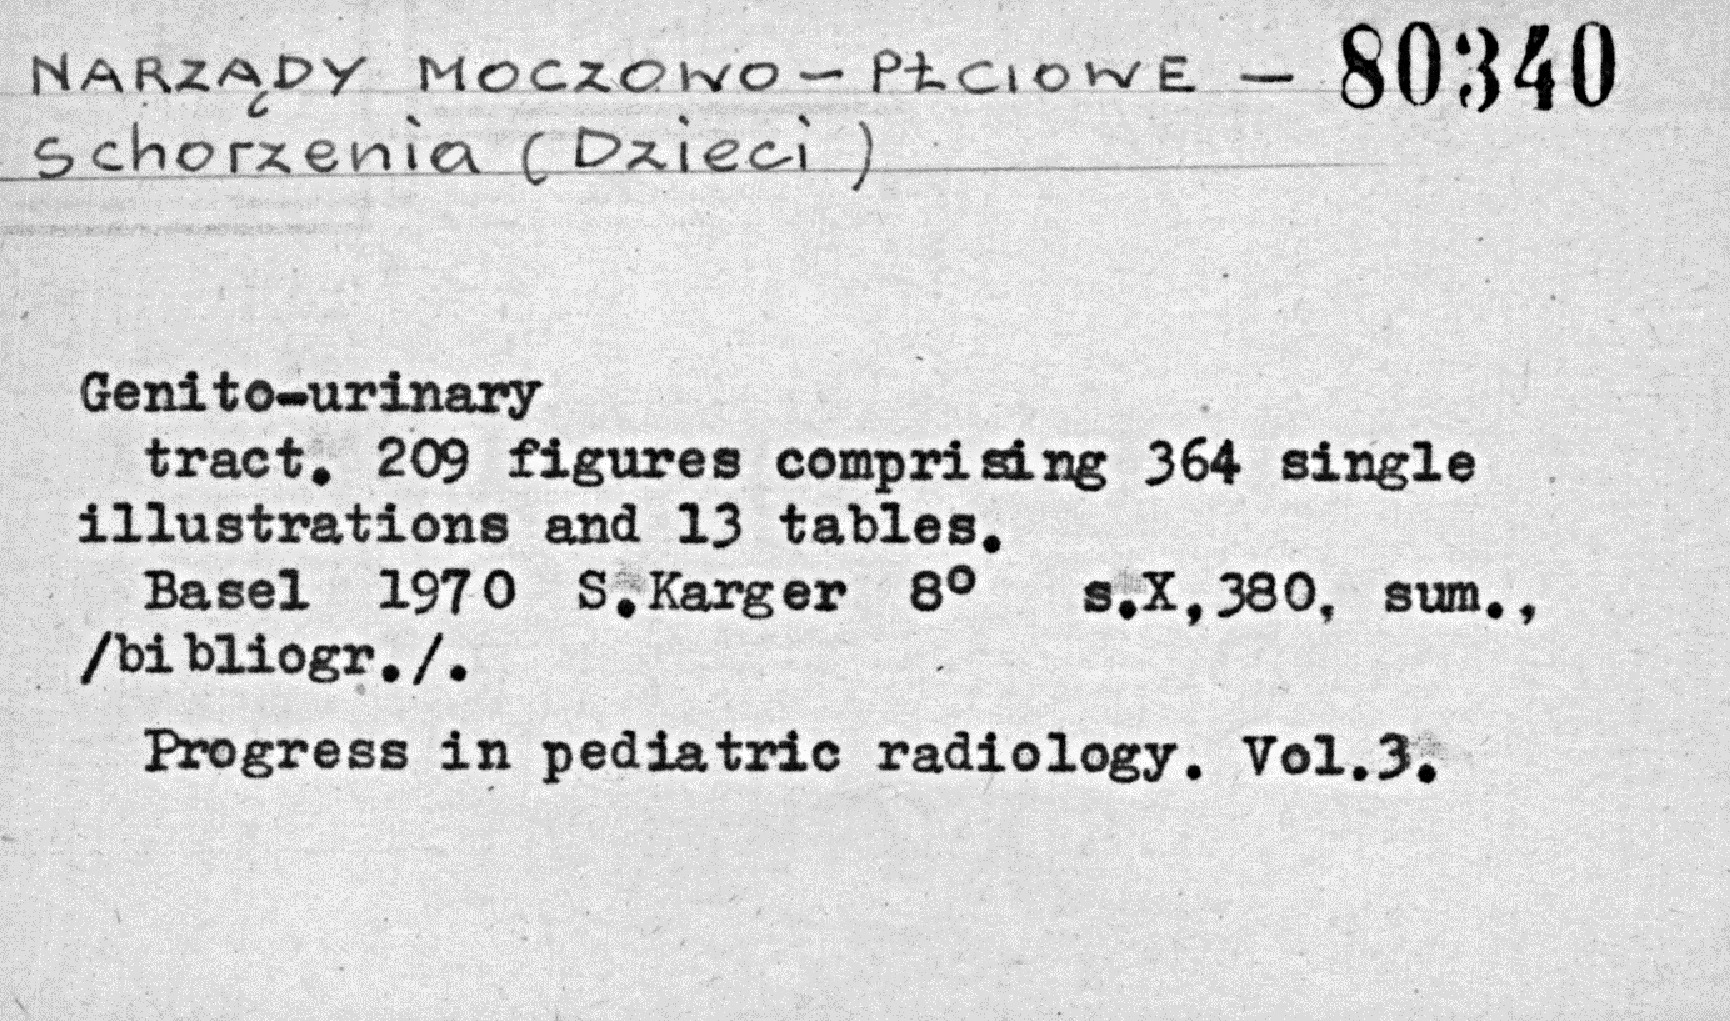 NARZĄDY MOCZOWO – PŁCIOWE – 80340
schorzenia (Dzieci)
Genito-urinary
tract. 209 figures comprising 364 single
illustrations and 13 tables.
Basel 1970 S.Karger 8° s.X,380, sum.,
/bibliogr./.
Progress in pediatric radiology. Vol.3.